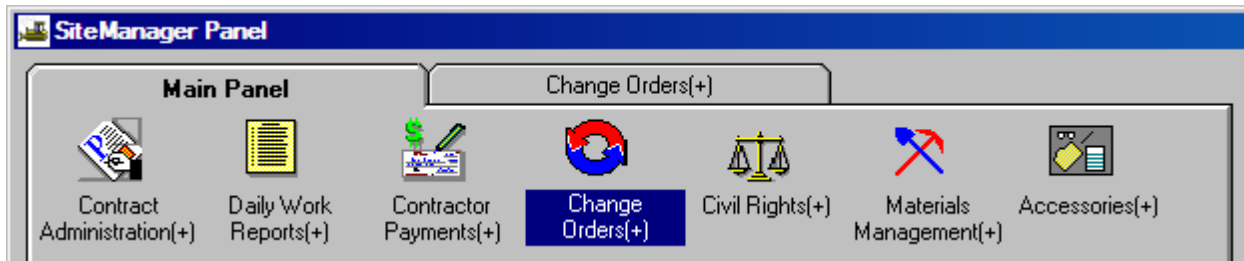 SiteManager Panel
Main Panel
Change Orders(+)
Contract
Administration(+)
Daily Work
Reports(+)
Contractor
Payments(+)
Change
Orders(+)
Civil Rights(+)
Materials
Management(+)
Accessories(+)